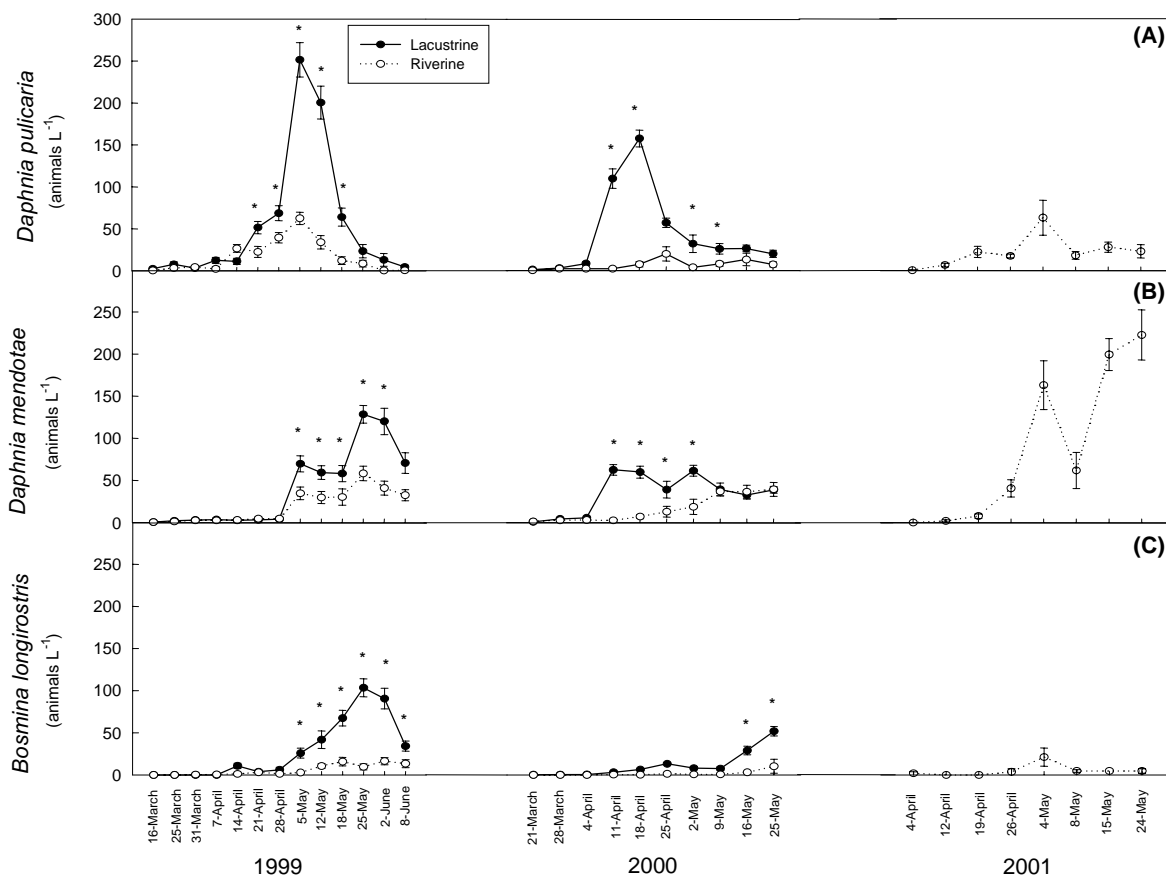 (A)
Lacustrine
Riverine
Daphnia pulicaria
(animals L⁻¹)
300
250
200
150
100
50
0
* * * * * *
* * * *
(B)
Daphnia mendotae
(animals L⁻¹)
250
200
150
100
50
0
* * * * *
* * * *
(C)
Bosmina longirostris
(animals L⁻¹)
250
200
150
100
50
0
* * * * * *
* *
16-March
25-March
31-March
7-April
14-April
21-April
28-April
5-May
12-May
18-May
25-May
2-June
8-June
21-March
28-March
4-April
11-April
18-April
25-April
2-May
9-May
16-May
25-May
4-April
12-April
19-April
26-April
4-May
8-May
15-May
24-May
1999
2000
2001